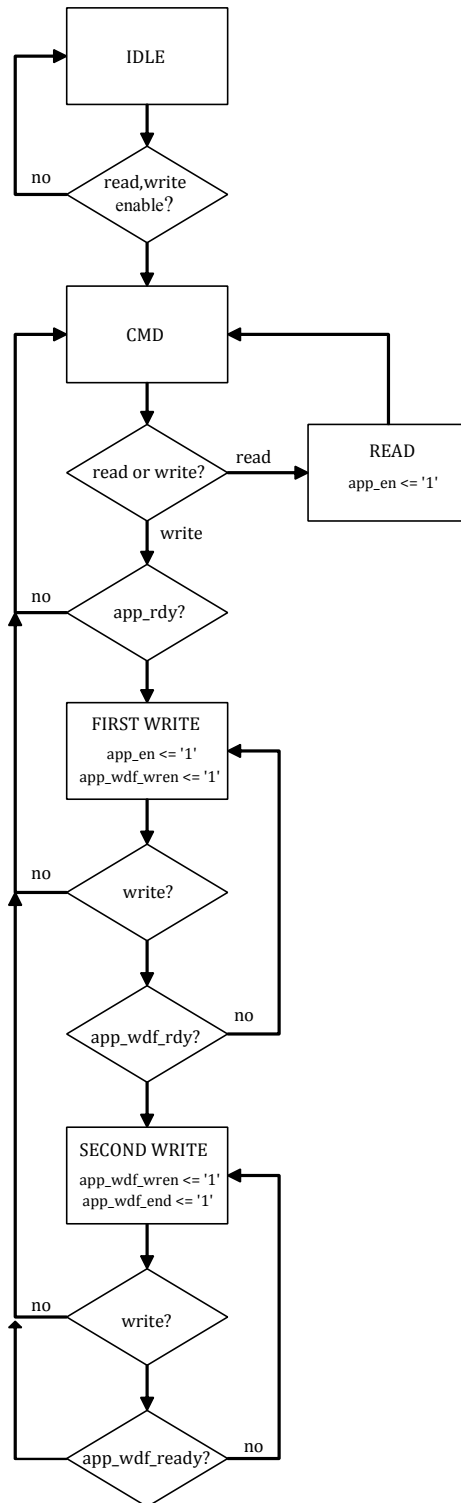 IDLE
no
read,write
enable?
CMD
read or write?
read
READ
app_en <= '1'
write
no
app_rdy?
FIRST WRITE
app_en <= '1'
app_wdf_wren <= '1'
no
write?
app_wdf_rdy?
no
SECOND WRITE
app_wdf_wren <= '1'
app_wdf_end <= '1'
no
write?
app_wdf_ready?
no